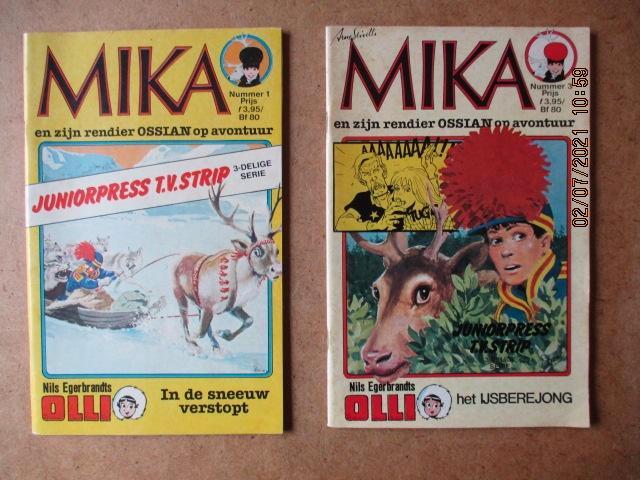 MIKA
Nummer 1
Prijs
f 3,95/
Bf 80
en zijn rendier OSSIAN op avontuur
JUNIORPRESS T.V. STRIP
3-DELIGE
SERIE
Nils Egerbrandts
OLLI
In de sneeuw
verstopt
MIKA
Nummer 3
Prijs
f 3,95/
Bf 80
en zijn rendier OSSIAN op avontuur
AAAAAAAA!!
JUNIORPRESS
T.V. STRIP
Nils Egerbrandts
OLLI
het IJSBEREJONG
02/07/2021 10:59